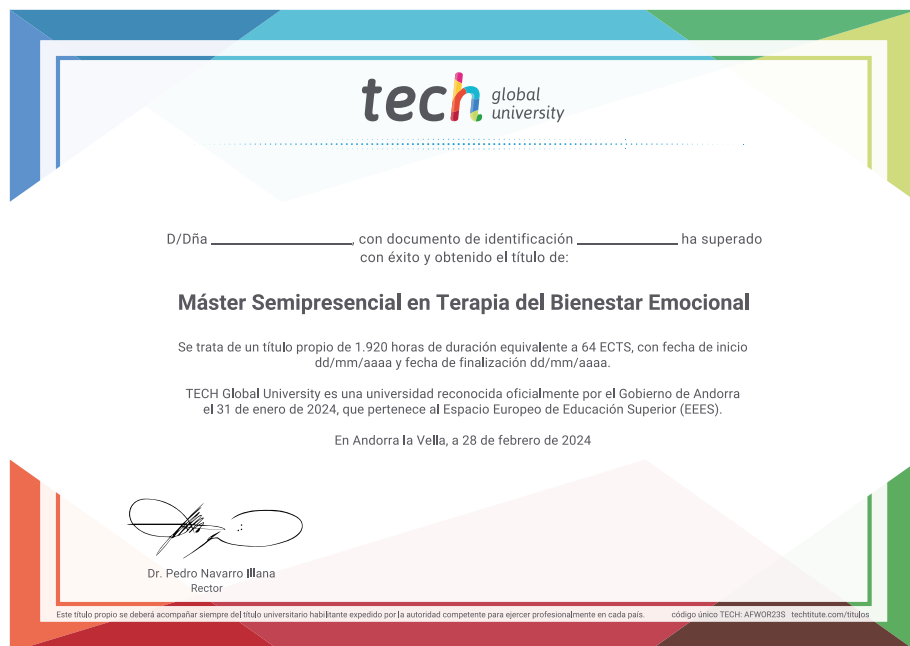 tech global university
D/Dña ____________, con documento de identificación ____________ ha superado
con éxito y obtenido el título de:
Máster Semipresencial en Terapia del Bienestar Emocional
Se trata de un título propio de 1.920 horas de duración equivalente a 64 ECTS, con fecha de inicio
dd/mm/aaaa y fecha de finalización dd/mm/aaaa.
TECH Global University es una universidad reconocida oficialmente por el Gobierno de Andorra
el 31 de enero de 2024, que pertenece al Espacio Europeo de Educación Superior (EEES).
En Andorra la Vella, a 28 de febrero de 2024
Dr. Pedro Navarro Illana
Rector
Este título propio se deberá acompañar siempre del título universitario habilitante expedido por la autoridad competente para ejercer profesionalmente en cada país. código único TECH: AFWOR23S techtitute.com/titulos